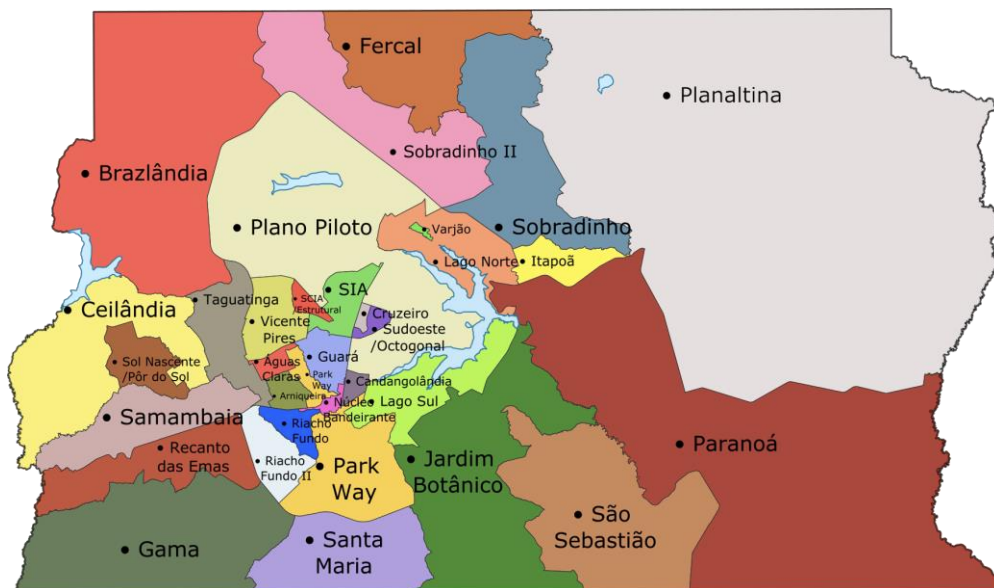 Fercal
Planaltina
Sobradinho II
Brazlândia
Plano Piloto
Varjão
Sobradinho
Lago Norte
Itapoã
Taguatinga
SIA
SCIA
/Estrutural
Ceilândia
Vicente
Pires
Cruzeiro
Sudoeste
/Octogonal
Sol Nascente
/Pôr do Sol
Águas
Claras
Guará
Park
Way
Candangolândia
Arniqueira
Núcleo
Bandeirante
Lago Sul
Samambaia
Riacho
Fundo
Recanto
das Emas
Riacho
Fundo II
Park
Way
Jardim
Botânico
Paranoá
São
Sebastião
Gama
Santa
Maria